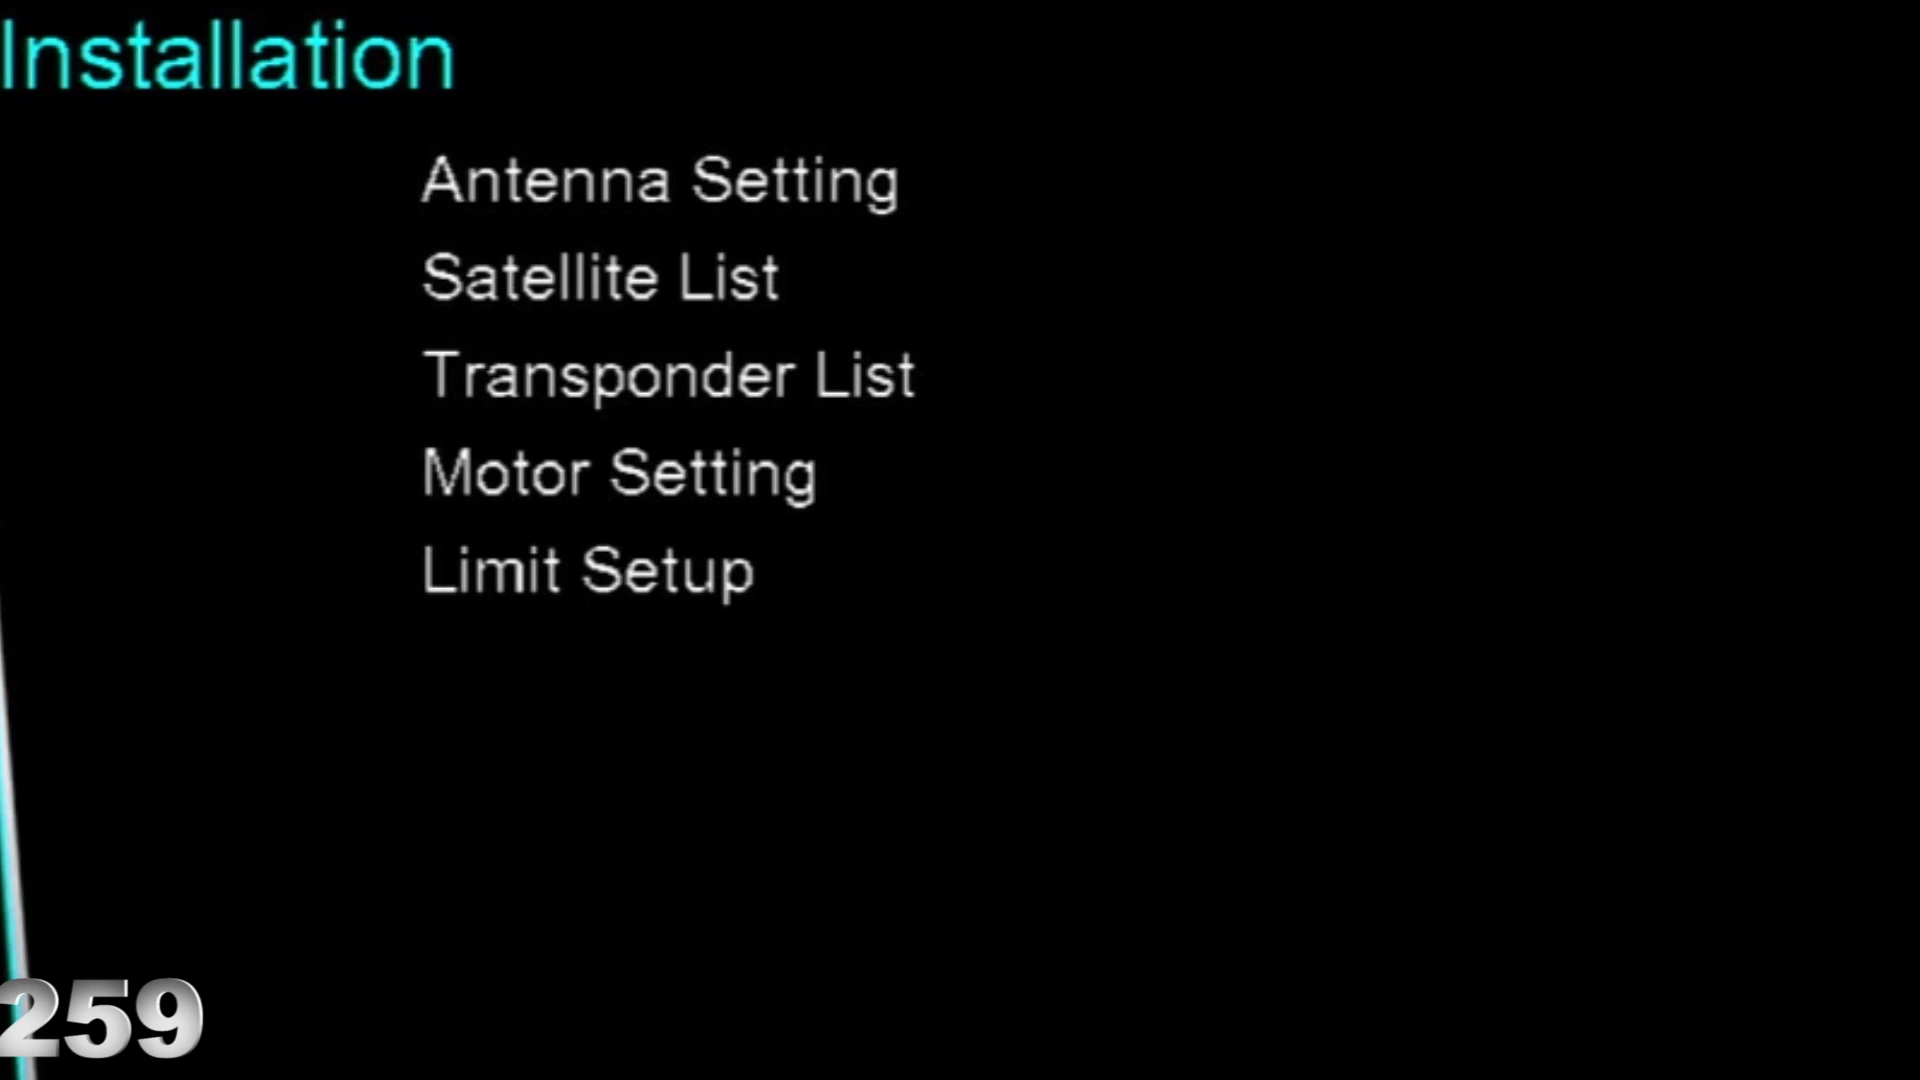 Installation
Antenna Setting
Satellite List
Transponder List
Motor Setting
Limit Setup
259